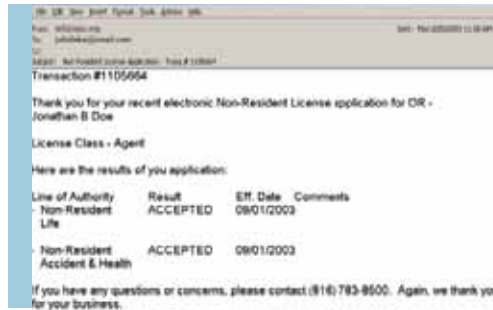 Transaction #1105664
Thank you for your recent electronic Non-Resident License application for OR -
Jonathan B Doe
License Class - Agent
Here are the results of you application:
Line of Authority Result Eff. Date Comments
- Non-Resident Life ACCEPTED 09/01/2003
- Non-Resident Accident & Health ACCEPTED 09/01/2003
If you have any questions or concerns, please contact (816) 783-8500. Again, we thank you
for your business.